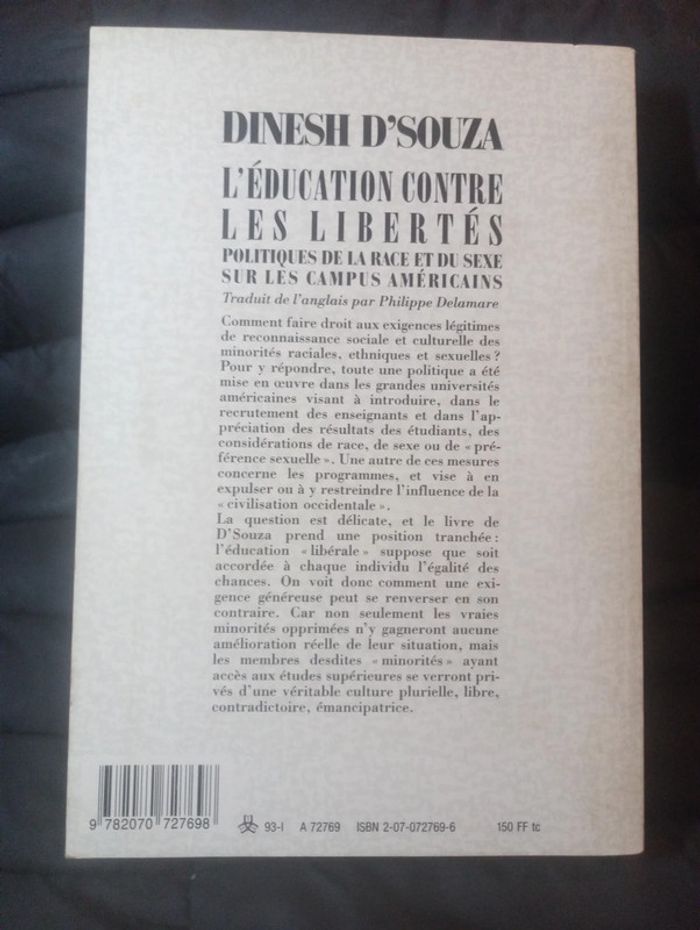 DINESH D'SOUZA
L'ÉDUCATION CONTRE
LES LIBERTÉS
POLITIQUES DE LA RACE ET DU SEXE
SUR LES CAMPUS AMÉRICAINS
Traduit de l'anglais par Philippe Delamare
Comment faire droit aux exigences légitimes
de reconnaissance sociale et culturelle des
minorités raciales, ethniques et sexuelles ?
Pour y répondre, toute une politique a été
mise en œuvre dans les grandes universités
américaines visant à introduire, dans le
recrutement des enseignants et dans l'ap-
préciation des résultats des étudiants, des
considérations de race, de sexe ou de « pré-
férence sexuelle ». Une autre de ces mesures
concerne les programmes, et vise à en
expulser ou à y restreindre l'influence de la
« civilisation occidentale ».
La question est délicate, et le livre de
D'Souza prend une position tranchée :
l'éducation « libérale » suppose que soit
accordée à chaque individu l'égalité des
chances. On voit donc comment une exi-
gence généreuse peut se renverser en son
contraire. Car non seulement les vraies
minorités opprimées n'y gagneront aucune
amélioration réelle de leur situation, mais
les membres desdites « minorités » ayant
accès aux études supérieures se verront pri-
vés d'une véritable culture plurielle, libre,
contradictoire, émancipatrice.
9 782070 727698 93-I A 72769 ISBN 2-07-072769-6 150 FF tc